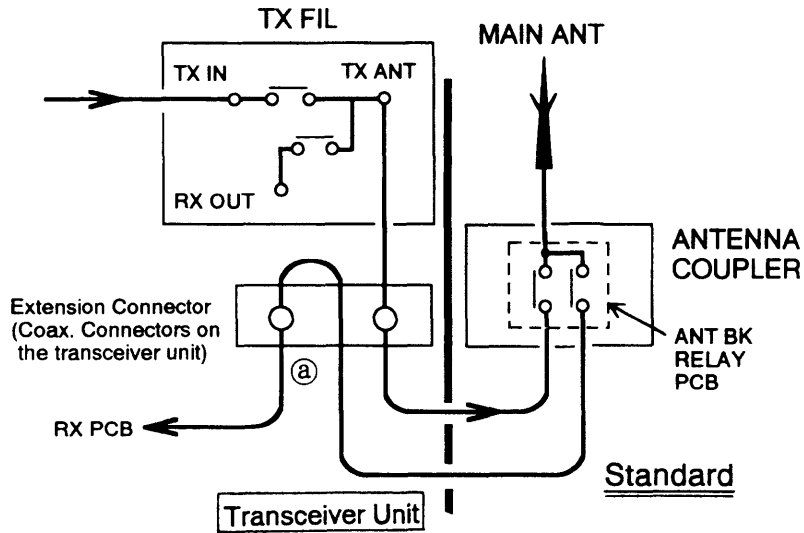 TX FIL
MAIN ANT
TX IN
TX ANT
RX OUT
ANTENNA
COUPLER
Extension Connector
(Coax. Connectors on
the transceiver unit)
ANT BK
RELAY
PCB
a
RX PCB
Standard
Transceiver Unit